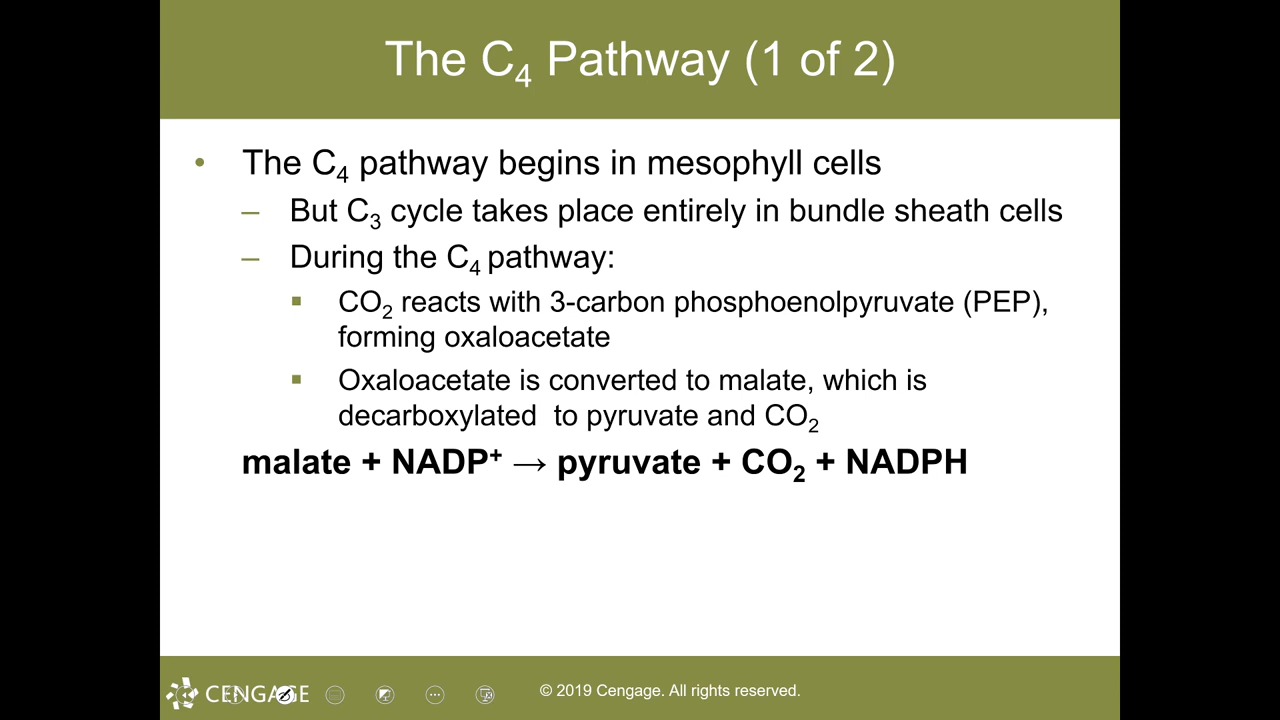 The C₄ Pathway (1 of 2)
• The C₄ pathway begins in mesophyll cells
– But C₃ cycle takes place entirely in bundle sheath cells
– During the C₄ pathway:
▪ CO₂ reacts with 3-carbon phosphoenolpyruvate (PEP),
forming oxaloacetate
▪ Oxaloacetate is converted to malate, which is
decarboxylated  to pyruvate and CO₂
malate + NADP⁺ → pyruvate + CO₂ + NADPH
CENGAGE
© 2019 Cengage. All rights reserved.